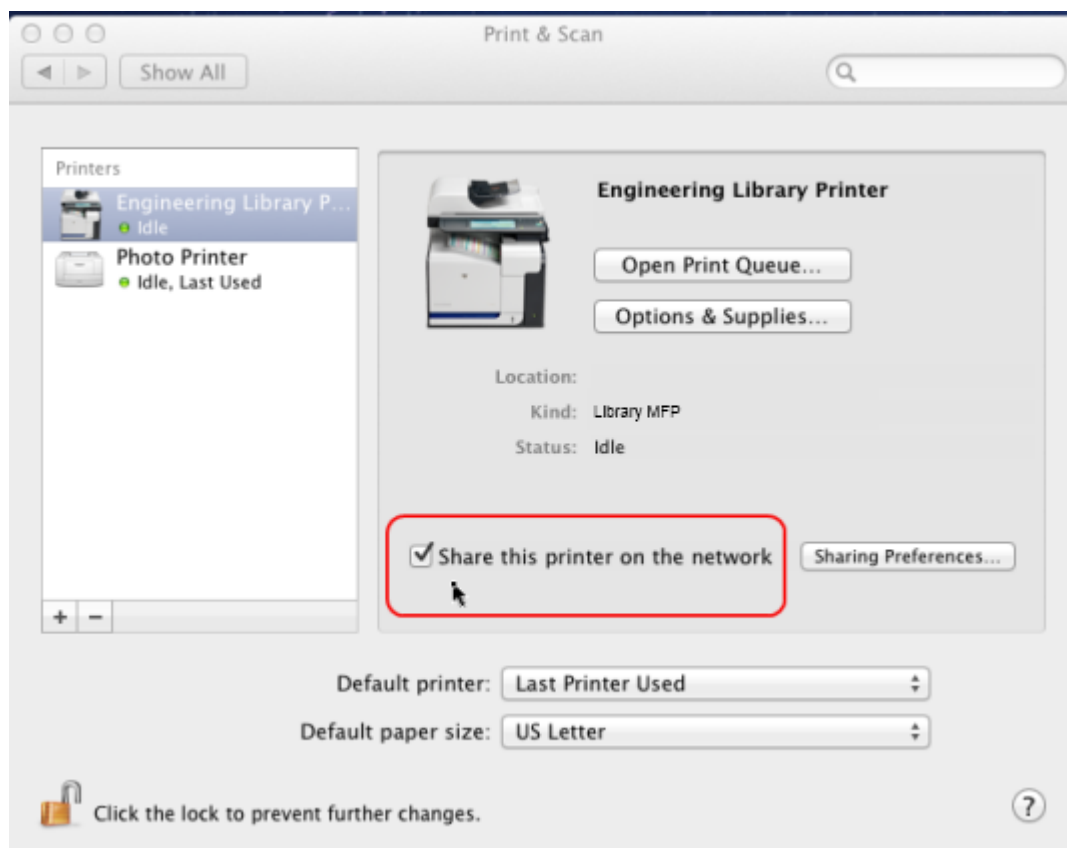 Print & Scan
Show All
Printers
Engineering Library P...
Idle
Photo Printer
Idle, Last Used
Engineering Library Printer
Open Print Queue...
Options & Supplies...
Location:
Kind: Library MFP
Status: Idle
Share this printer on the network
Sharing Preferences...
+ −
Default printer: Last Printer Used
Default paper size: US Letter
Click the lock to prevent further changes.
?